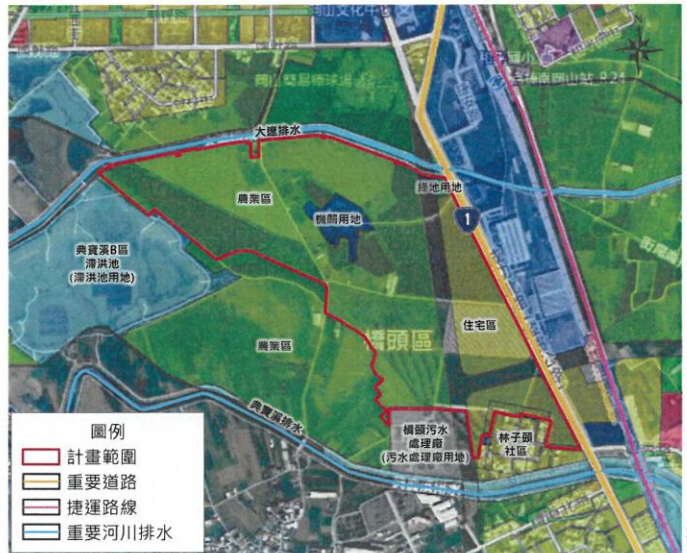 大遼排水
綠地用地
農業區
機關用地
1
典寶溪B區
滯洪池
(滯洪池用地)
住宅區
農業區
橋頭區
典寶溪排水
橋頭污水
處理廠
(污水處理廠用地)
林子頭
社區
圖例
計畫範圍
重要道路
捷運路線
重要河川排水